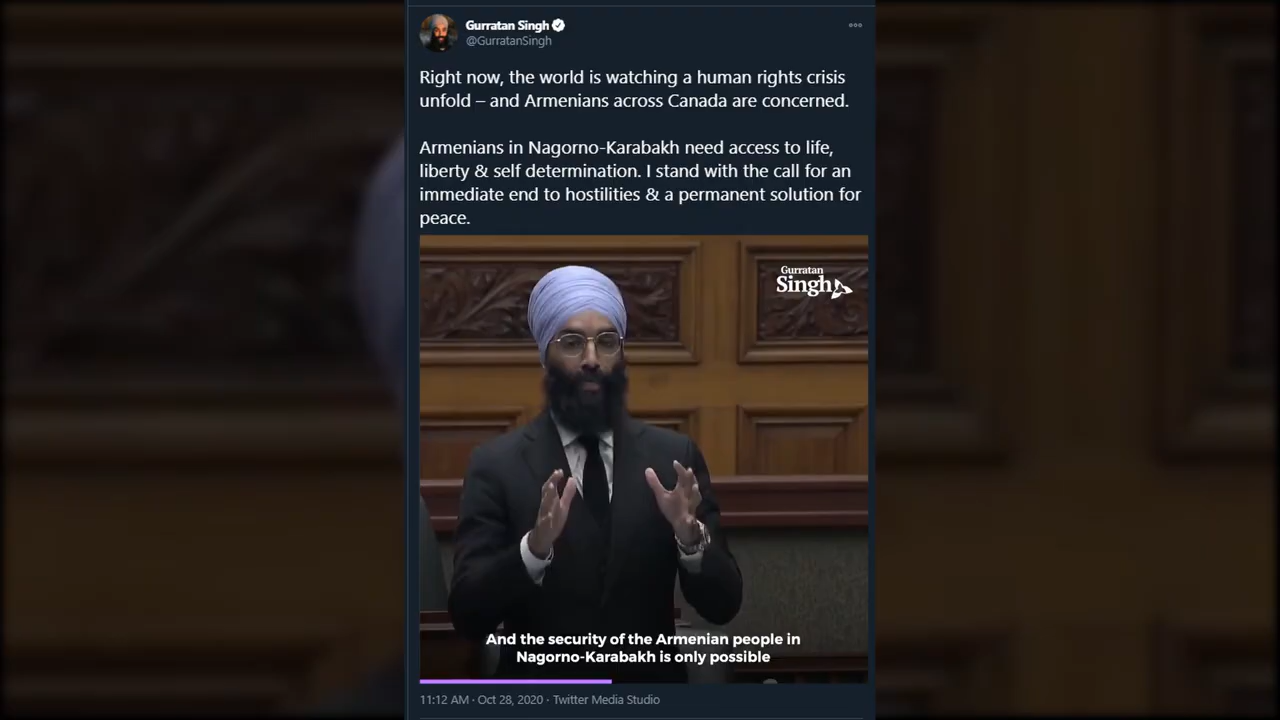 Gurratan Singh
@GurratanSingh
Right now, the world is watching a human rights crisis
unfold – and Armenians across Canada are concerned.
Armenians in Nagorno-Karabakh need access to life,
liberty & self determination. I stand with the call for an
immediate end to hostilities & a permanent solution for
peace.
Gurratan
Singh
And the security of the Armenian people in
Nagorno-Karabakh is only possible
11:12 AM · Oct 28, 2020 · Twitter Media Studio